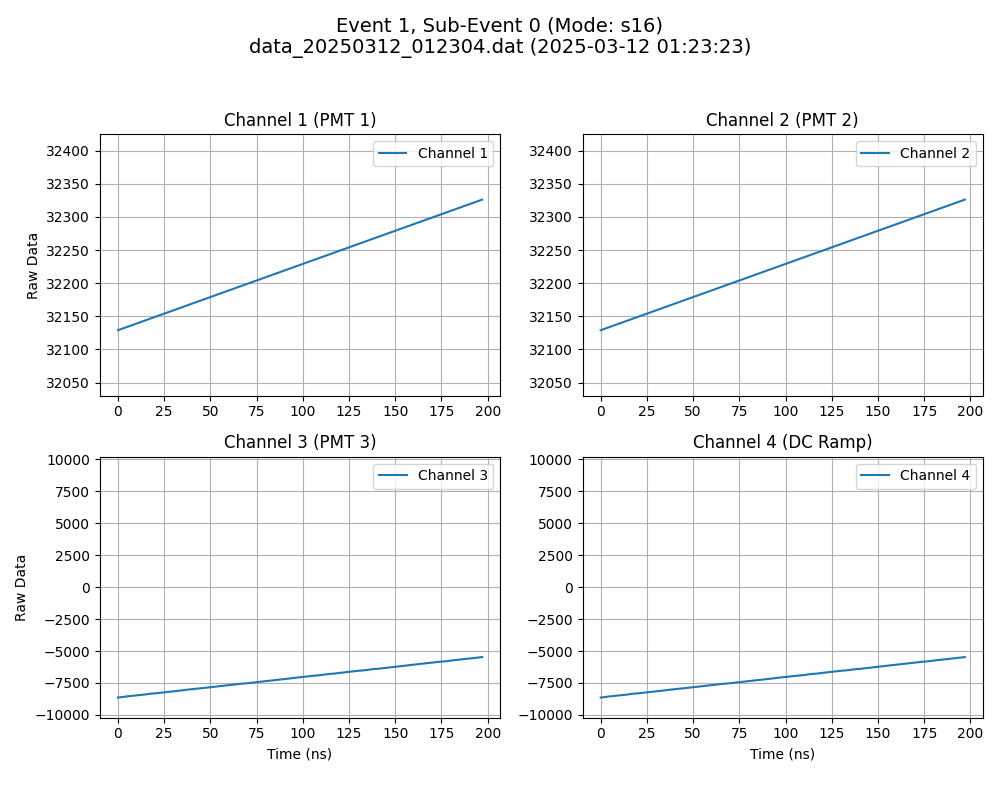 Event 1, Sub-Event 0 (Mode: s16)
data_20250312_012304.dat (2025-03-12 01:23:23)
Channel 1 (PMT 1)
Channel 1
Raw Data
32400
32350
32300
32250
32200
32150
32100
32050
0 25 50 75 100 125 150 175 200
Channel 2 (PMT 2)
Channel 2
32400
32350
32300
32250
32200
32150
32100
32050
0 25 50 75 100 125 150 175 200
Channel 3 (PMT 3)
Channel 3
Raw Data
10000
7500
5000
2500
0
−2500
−5000
−7500
−10000
0 25 50 75 100 125 150 175 200
Time (ns)
Channel 4 (DC Ramp)
Channel 4
10000
7500
5000
2500
0
−2500
−5000
−7500
−10000
0 25 50 75 100 125 150 175 200
Time (ns)